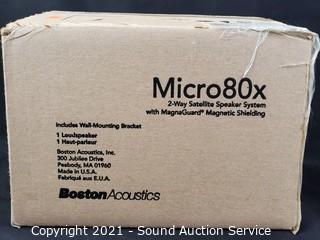 Micro80x
2-Way Satellite Speaker System
with MagnaGuard® Magnetic Shielding
Includes Wall-Mounting Bracket
1 Loudspeaker
1 Haut-parleur
Boston Acoustics, Inc.
300 Jubilee Drive
Peabody, MA 01960
Made in U.S.A.
Fabriqué aux E.U.A.
BostonAcoustics
Copyright 2021 - Sound Auction Service